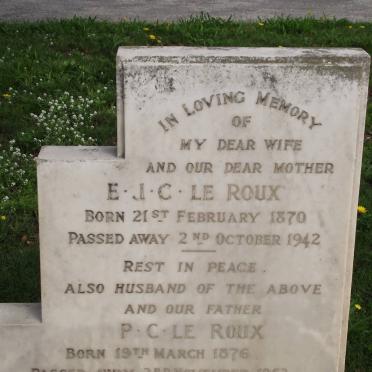 IN LOVING MEMORY
OF
MY DEAR WIFE
AND OUR DEAR MOTHER
E·J·C· LE ROUX
BORN 21ST FEBRUARY 1870
PASSED AWAY 2ND OCTOBER 1942
REST IN PEACE.
ALSO HUSBAND OF THE ABOVE
AND OUR FATHER
P·C·LE ROUX
BORN 19TH MARCH 1876
PASSED AWAY